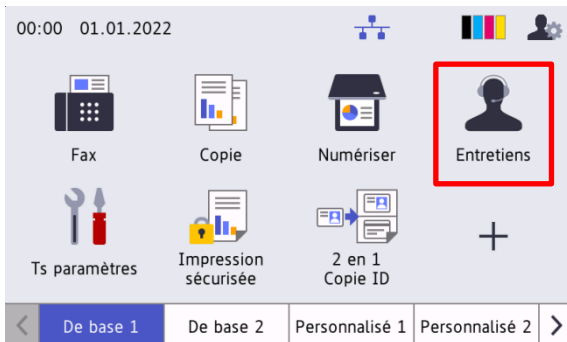 00:00 01.01.2022
Fax
Copie
Numériser
Entretiens
Ts paramètres
Impression
sécurisée
2 en 1
Copie ID
De base 1
De base 2
Personnalisé 1
Personnalisé 2